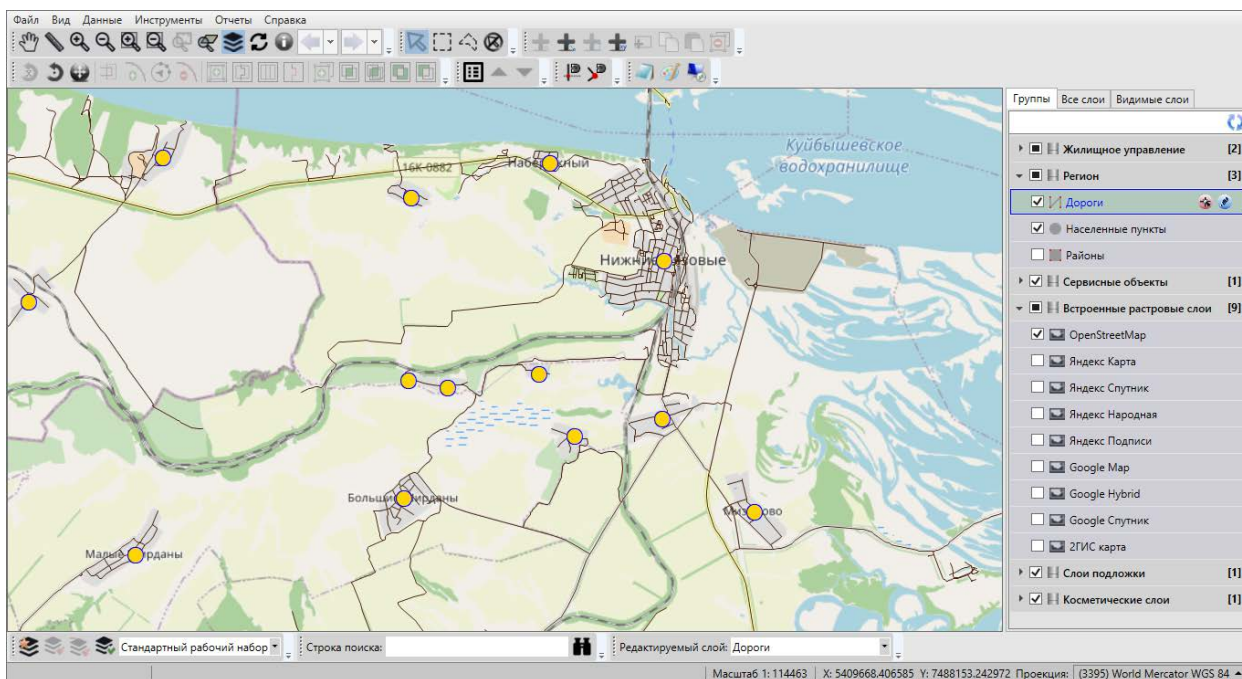 Файл Вид Данные Инструменты Отчеты Справка
Группы Все слои Видимые слои
Жилищное управление [2]
Регион [3]
Дороги
Населенные пункты
Районы
Сервисные объекты [1]
Встроенные растровые слои [9]
OpenStreetMap
Яндекс Карта
Яндекс Спутник
Яндекс Народная
Яндекс Подписи
Google Map
Google Hybrid
Google Спутник
2ГИС карта
Слои подложки [1]
Косметические слои [1]
Куйбышевское
водохранилище
16К-0882
Стандартный рабочий набор Строка поиска: Редактируемый слой: Дороги
Масштаб 1: 114463 X: 5409668.406585 Y: 7488153.242972 Проекция: (3395) World Mercator WGS 84